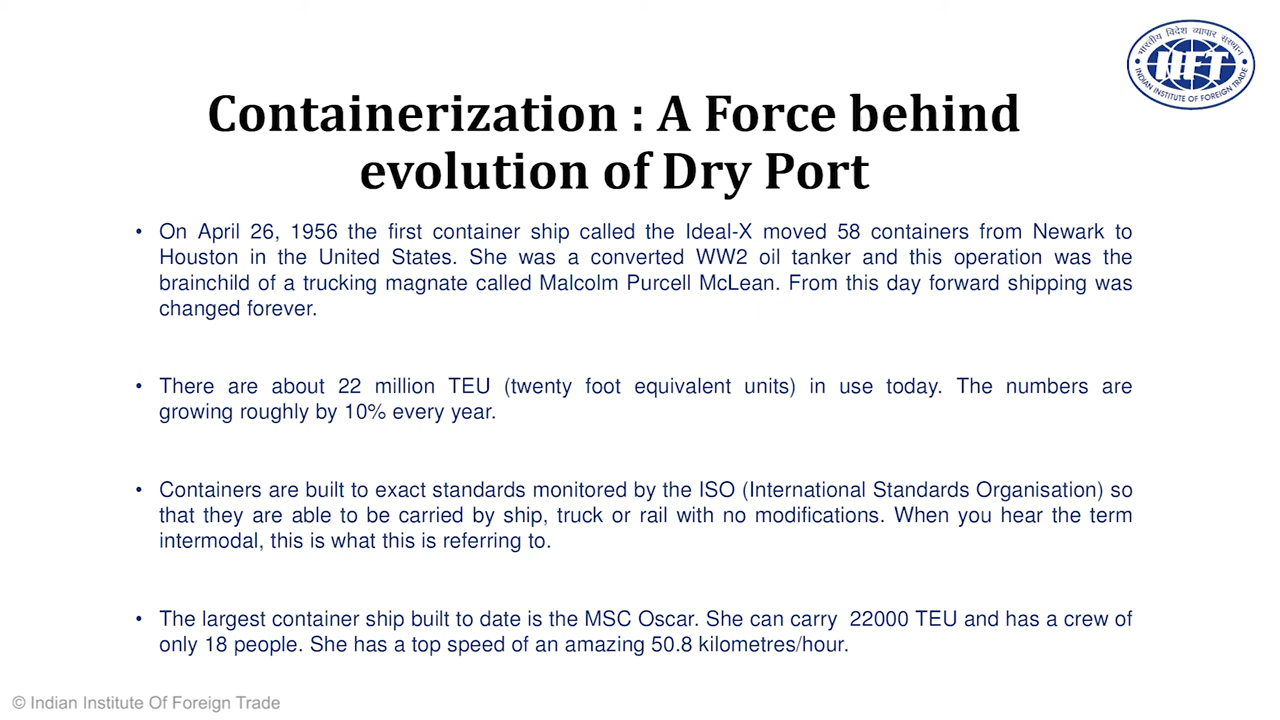 भारतीय विदेश व्यापार संस्थान
IIFT
INDIAN INSTITUTE OF FOREIGN TRADE
Containerization : A Force behind
evolution of Dry Port
• On April 26, 1956 the first container ship called the Ideal-X moved 58 containers from Newark to
Houston in the United States. She was a converted WW2 oil tanker and this operation was the
brainchild of a trucking magnate called Malcolm Purcell McLean. From this day forward shipping was
changed forever.
• There are about 22 million TEU (twenty foot equivalent units) in use today. The numbers are
growing roughly by 10% every year.
• Containers are built to exact standards monitored by the ISO (International Standards Organisation) so
that they are able to be carried by ship, truck or rail with no modifications. When you hear the term
intermodal, this is what this is referring to.
• The largest container ship built to date is the MSC Oscar. She can carry 22000 TEU and has a crew of
only 18 people. She has a top speed of an amazing 50.8 kilometres/hour.
© Indian Institute Of Foreign Trade